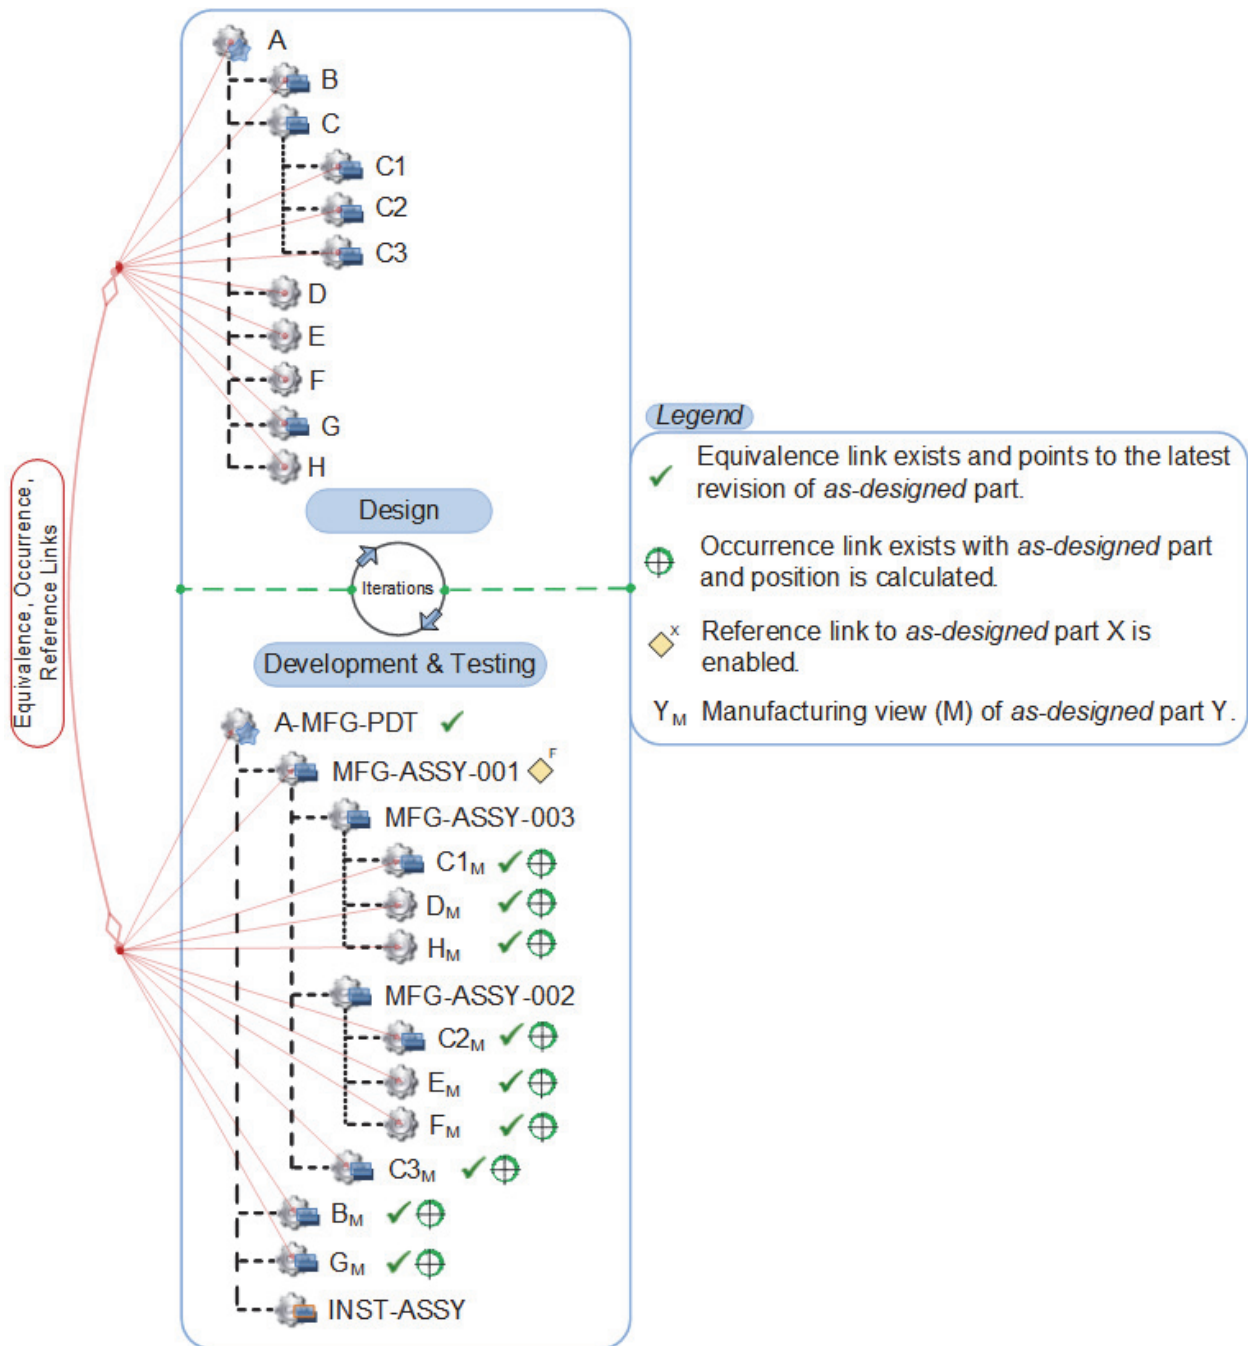 A
B
C
C1
C2
C3
D
E
F
G
H
Design
Iterations
Development & Testing
Equivalence, Occurrence,
Reference Links
A-MFG-PDT
MFG-ASSY-001 F
MFG-ASSY-003
C1M
DM
HM
MFG-ASSY-002
C2M
EM
FM
C3M
BM
GM
INST-ASSY
Legend
Equivalence link exists and points to the latest
revision of as-designed part.
Occurrence link exists with as-designed part
and position is calculated.
X Reference link to as-designed part X is
enabled.
YM Manufacturing view (M) of as-designed part Y.